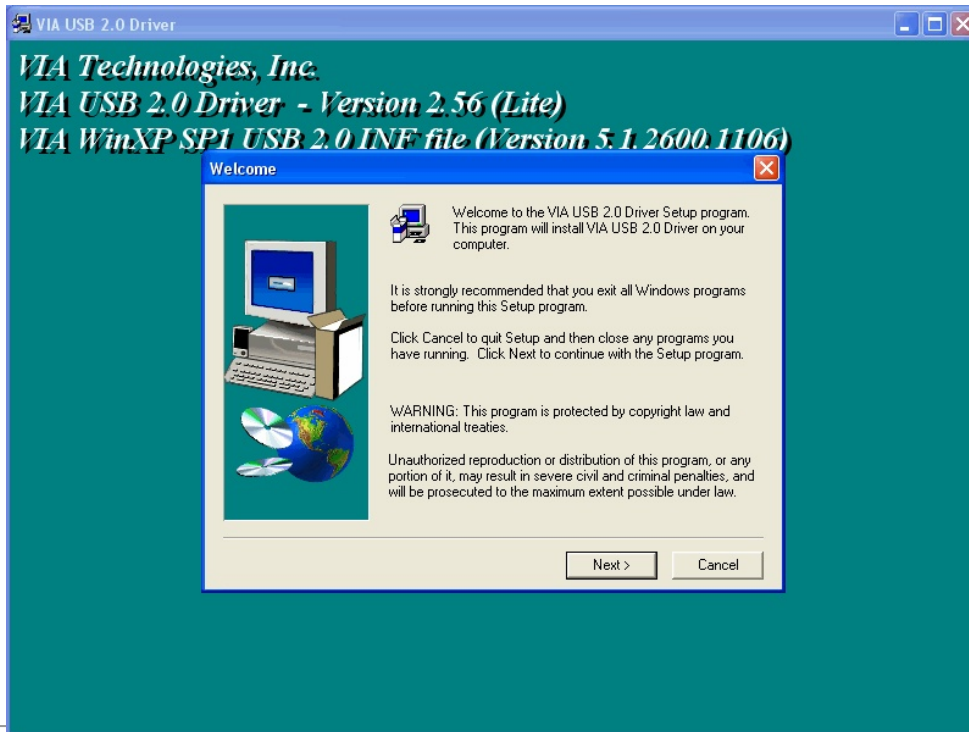 VIA USB 2.0 Driver
VIA Technologies, Inc.
VIA USB 2.0 Driver - Version 2.56 (Lite)
VIA WinXP SP1 USB 2.0 INF file (Version 5.1.2600.1106)
Welcome
Welcome to the VIA USB 2.0 Driver Setup program.
This program will install VIA USB 2.0 Driver on your
computer.
It is strongly recommended that you exit all Windows programs
before running this Setup program.
Click Cancel to quit Setup and then close any programs you
have running. Click Next to continue with the Setup program.
WARNING: This program is protected by copyright law and
international treaties.
Unauthorized reproduction or distribution of this program, or any
portion of it, may result in severe civil and criminal penalties, and
will be prosecuted to the maximum extent possible under law.
Next >
Cancel